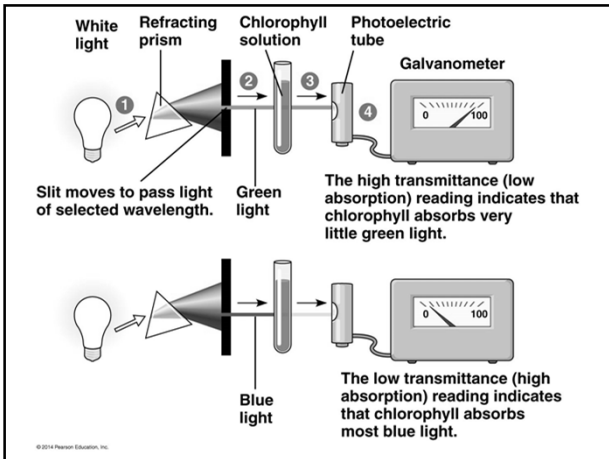 White
light
Refracting
prism
Chlorophyll
solution
Photoelectric
tube
Galvanometer
1
2
3
4
0 100
Slit moves to pass light
of selected wavelength.
Green
light
The high transmittance (low
absorption) reading indicates that
chlorophyll absorbs very
little green light.
0 100
Blue
light
The low transmittance (high
absorption) reading indicates
that chlorophyll absorbs
most blue light.
© 2014 Pearson Education, Inc.